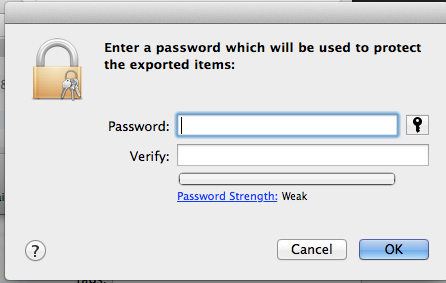 Enter a password which will be used to protect
the exported items:
Password:
Verify:
Password Strength: Weak
?
Cancel
OK